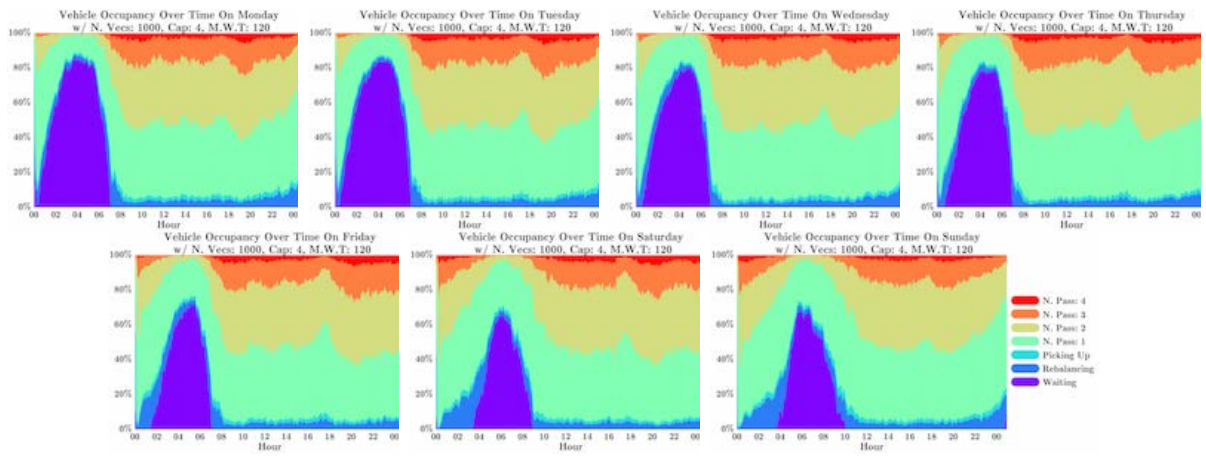 Vehicle Occupancy Over Time On Monday
w/ N. Vecs: 1000, Cap: 4, M.W.T: 120
100%
80%
60%
40%
20%
0%
00 02 04 06 08 10 12 14 16 18 20 22 00
Hour
Vehicle Occupancy Over Time On Tuesday
w/ N. Vecs: 1000, Cap: 4, M.W.T: 120
100%
80%
60%
40%
20%
0%
00 02 04 06 08 10 12 14 16 18 20 22 00
Hour
Vehicle Occupancy Over Time On Wednesday
w/ N. Vecs: 1000, Cap: 4, M.W.T: 120
100%
80%
60%
40%
20%
0%
00 02 04 06 08 10 12 14 16 18 20 22 00
Hour
Vehicle Occupancy Over Time On Thursday
w/ N. Vecs: 1000, Cap: 4, M.W.T: 120
100%
80%
60%
40%
20%
0%
00 02 04 06 08 10 12 14 16 18 20 22 00
Hour
Vehicle Occupancy Over Time On Friday
w/ N. Vecs: 1000, Cap: 4, M.W.T: 120
100%
80%
60%
40%
20%
0%
00 02 04 06 08 10 12 14 16 18 20 22 00
Hour
Vehicle Occupancy Over Time On Saturday
w/ N. Vecs: 1000, Cap: 4, M.W.T: 120
100%
80%
60%
40%
20%
0%
00 02 04 06 08 10 12 14 16 18 20 22 00
Hour
Vehicle Occupancy Over Time On Sunday
w/ N. Vecs: 1000, Cap: 4, M.W.T: 120
100%
80%
60%
40%
20%
0%
00 02 04 06 08 10 12 14 16 18 20 22 00
Hour
N. Pass: 4
N. Pass: 3
N. Pass: 2
N. Pass: 1
Picking Up
Rebalancing
Waiting